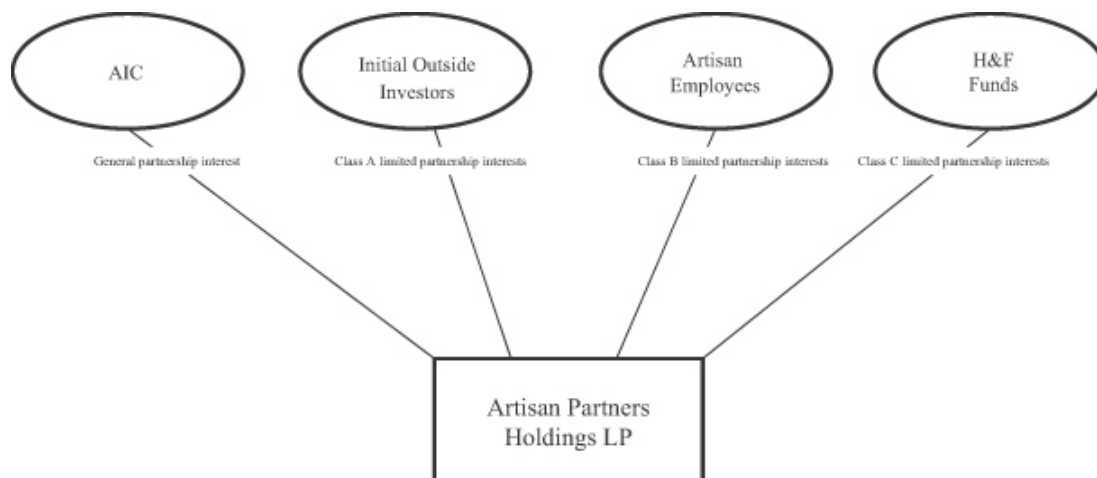 AIC
Initial Outside
Investors
Artisan
Employees
H&F
Funds
General partnership interest
Class A limited partnership interests
Class B limited partnership interests
Class C limited partnership interests
Artisan Partners
Holdings LP